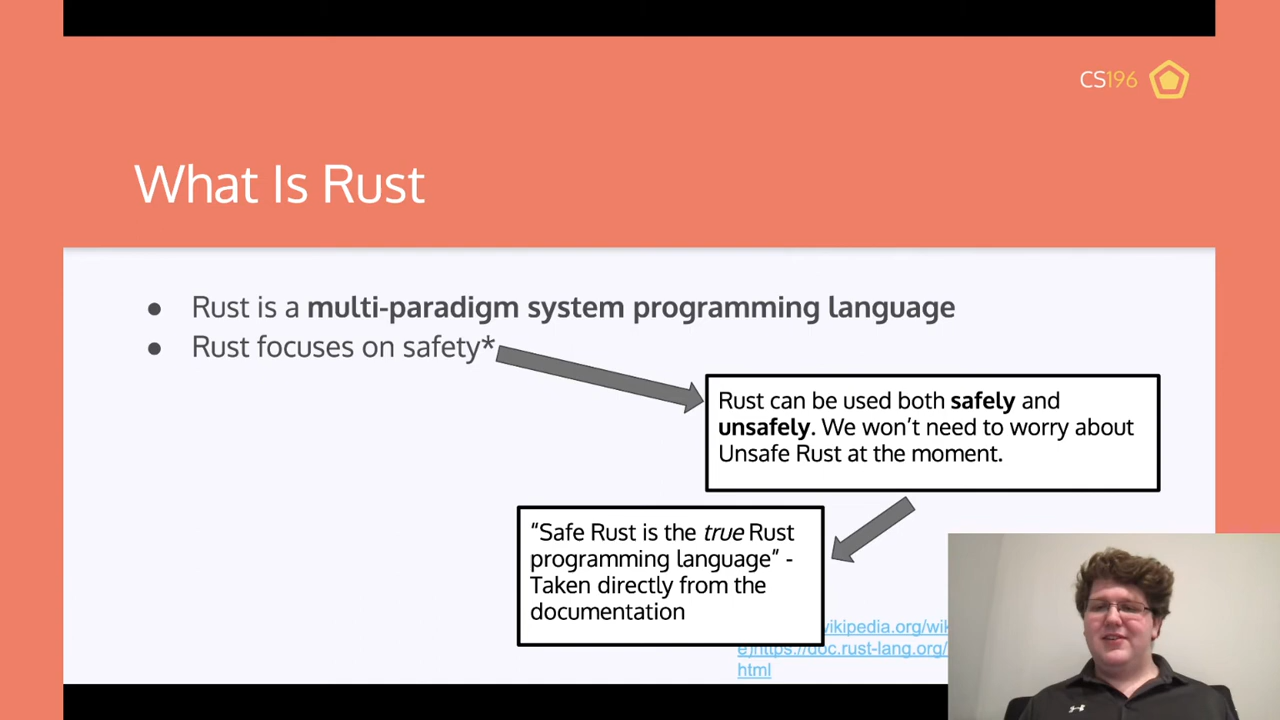 CS196
What Is Rust
● Rust is a multi-paradigm system programming language
● Rust focuses on safety*
Rust can be used both safely and
unsafely. We won’t need to worry about
Unsafe Rust at the moment.
“Safe Rust is the true Rust
programming language” -
Taken directly from the
documentation
wikipedia.org/wik
e)https://doc.rust-lang.org/
html